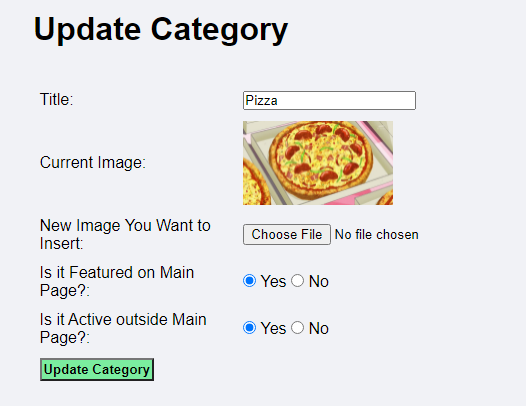 Update Category
Title: Pizza
Current Image:
New Image You Want to
Insert:
Choose File No file chosen
Is it Featured on Main
Page?:
Yes No
Is it Active outside Main
Page?:
Yes No
Update Category